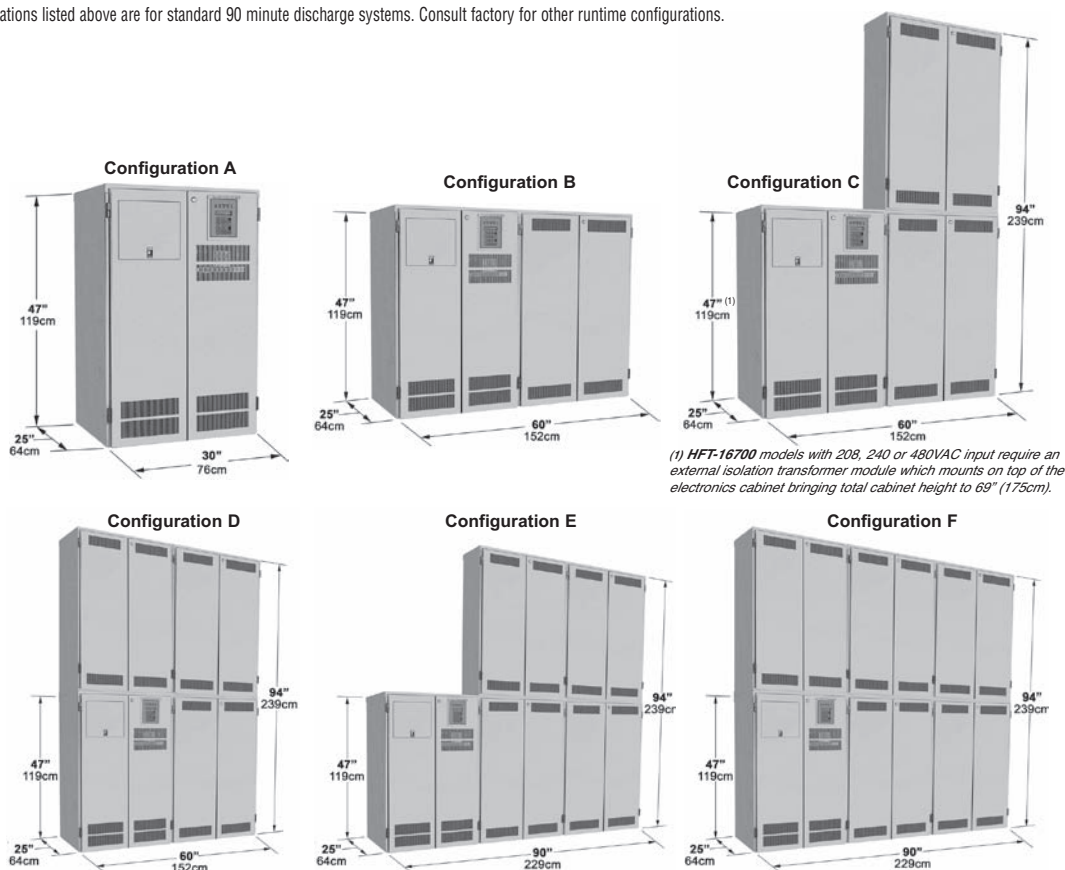 ations listed above are for standard 90 minute discharge systems. Consult factory for other runtime configurations.
Configuration A
47"
119cm
25"
64cm
30"
76cm
Configuration B
47"
119cm
25"
64cm
60"
152cm
Configuration C
94"
239cm
47" (1)
119cm
25"
64cm
60"
152cm
(1) HFT-16700 models with 208, 240 or 480VAC input require an
external isolation transformer module which mounts on top of the
electronics cabinet bringing total cabinet height to 69" (175cm).
Configuration D
94"
239cm
47"
119cm
25"
64cm
60"
152cm
Configuration E
94"
239cm
47"
119cm
25"
64cm
90"
229cm
Configuration F
94"
239cm
47"
119cm
25"
64cm
90"
229cm